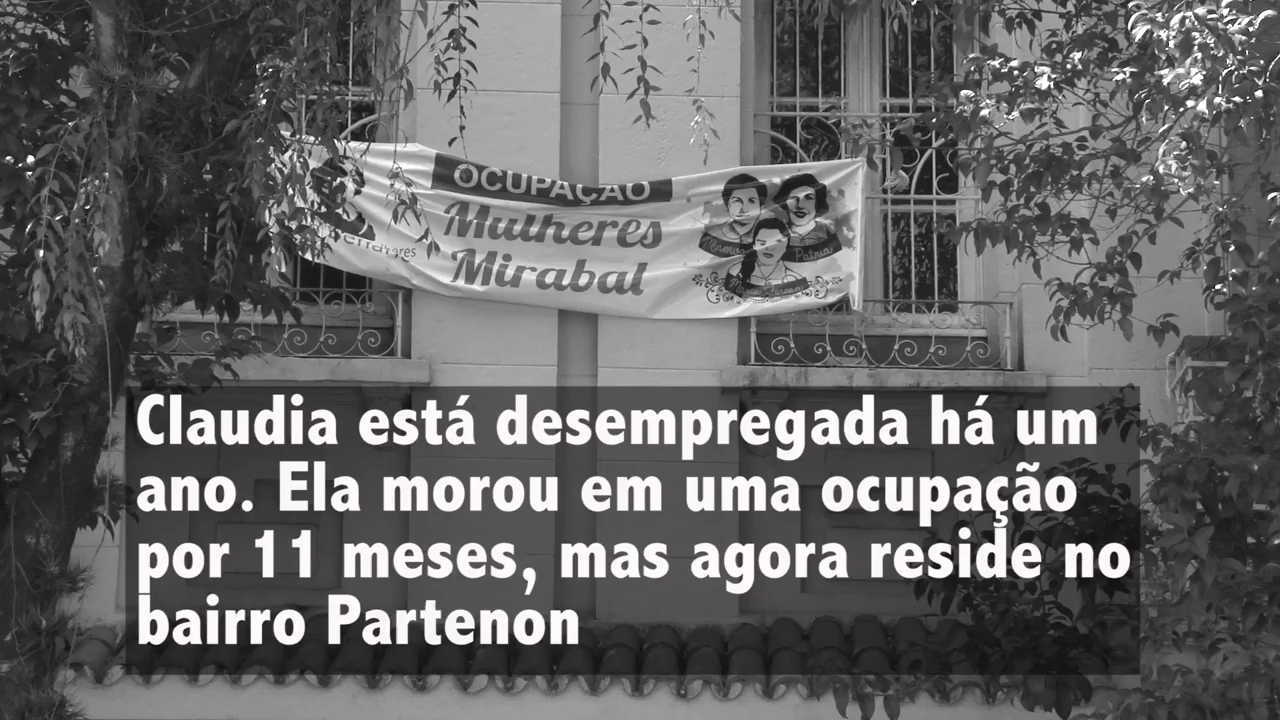 OCUPAÇÃO
Mulheres
Mirabal
Claudia está desempregada há um
ano. Ela morou em uma ocupação
por 11 meses, mas agora reside no
bairro Partenon